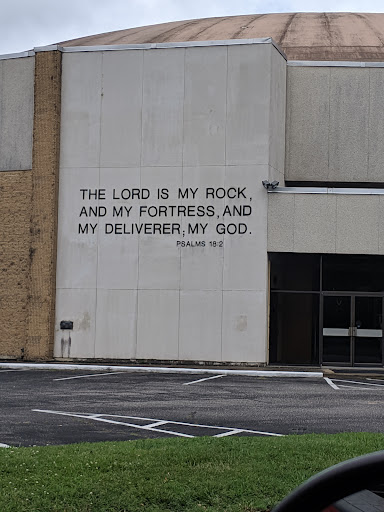 THE LORD IS MY ROCK,
AND MY FORTRESS, AND
MY DELIVERER; MY GOD.
PSALMS 18:2